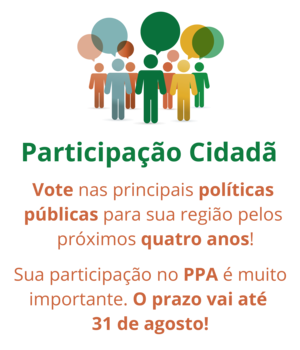 Participação Cidadã
Vote nas principais políticas
públicas para sua região pelos
próximos quatro anos!
Sua participação no PPA é muito
importante. O prazo vai até
31 de agosto!